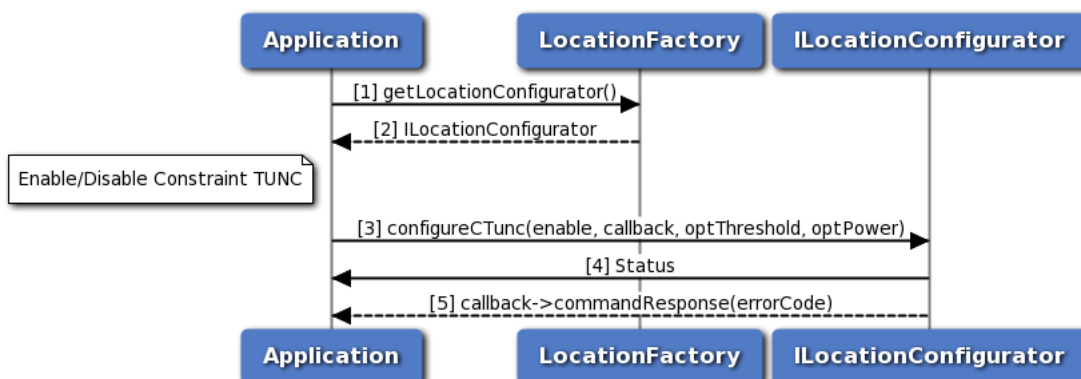 Application
LocationFactory
ILocationConfigurator
[1] getLocationConfigurator()
[2] ILocationConfigurator
Enable/Disable Constraint TUNC
[3] configureCTunc(enable, callback, optThreshold, optPower)
[4] Status
[5] callback->commandResponse(errorCode)
Application
LocationFactory
ILocationConfigurator